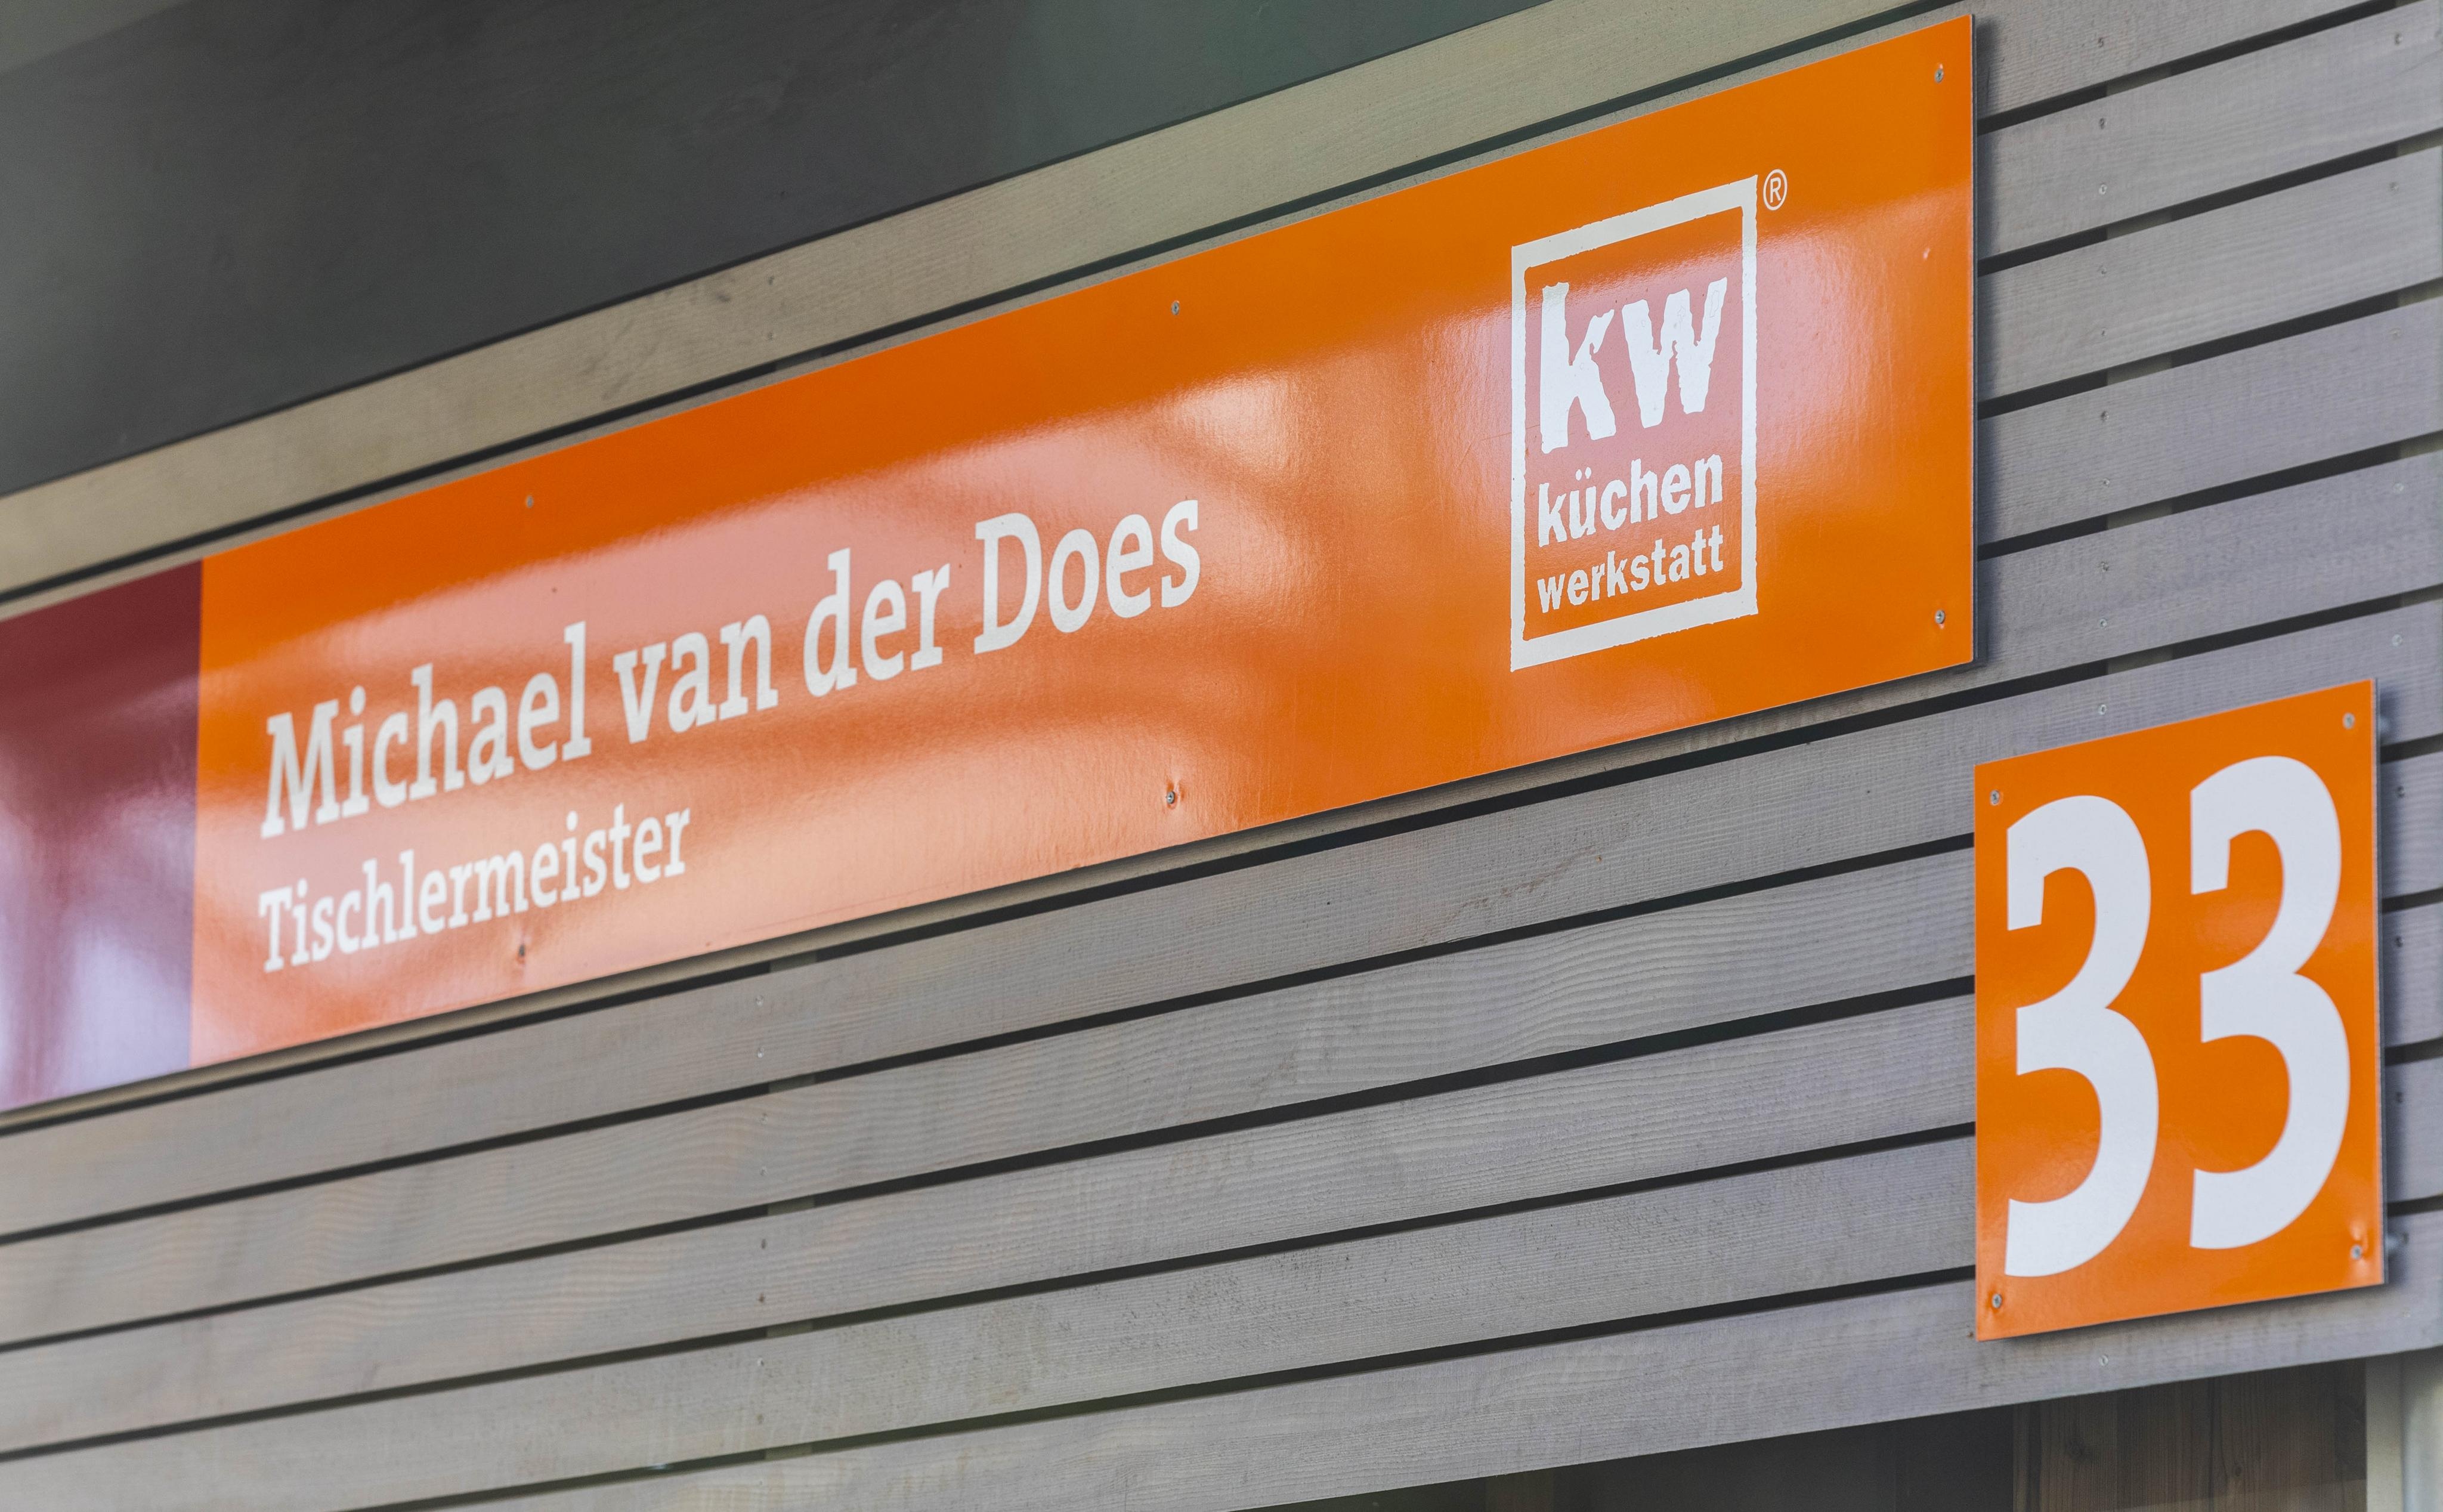 Michael van der Does
Tischlermeister
kw
küchen
werkstatt
®
33